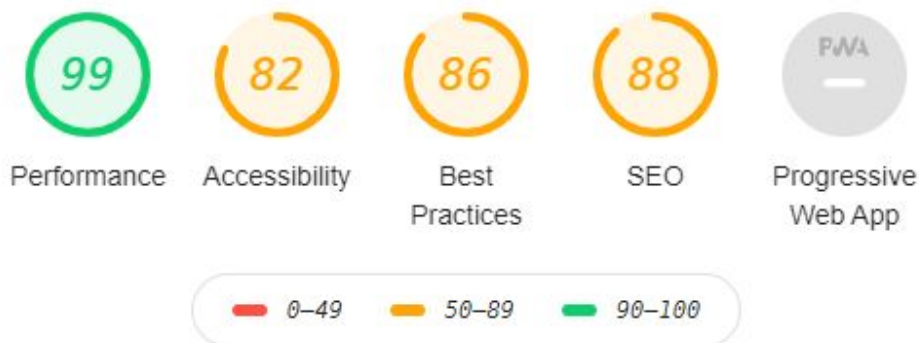 99
82
86
88
PWA
Performance
Accessibility
Best
Practices
SEO
Progressive
Web App
0–49
50–89
90–100